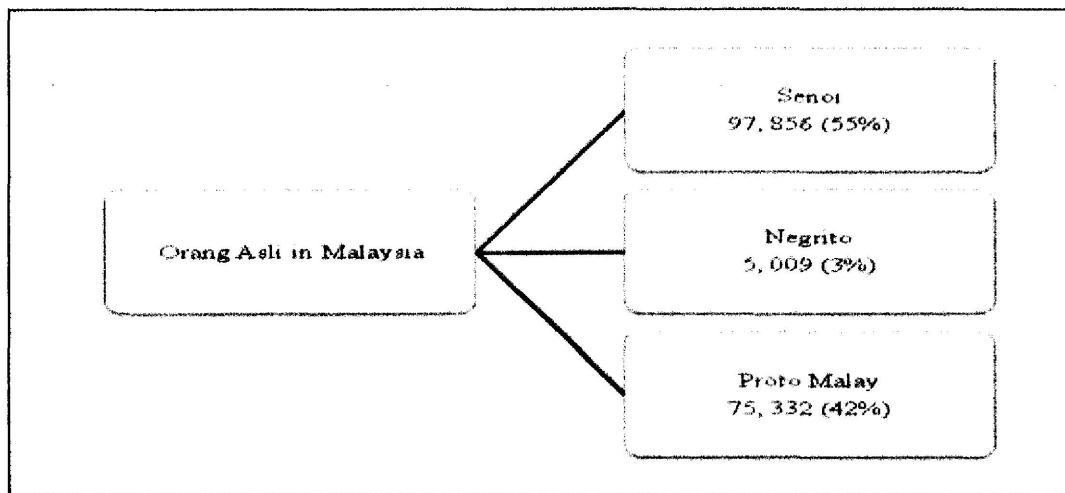 Senoi
97, 856 (55%)
Orang Asli in Malaysia
Negrito
5, 009 (3%)
Proto Malay
75, 332 (42%)